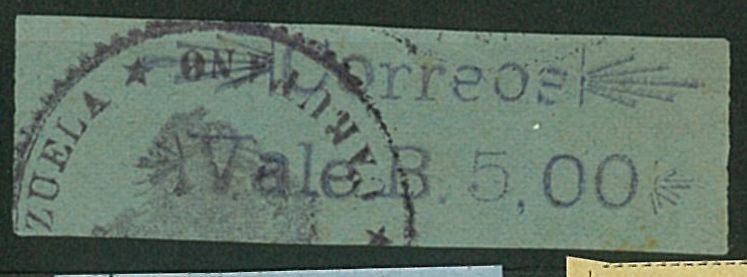 Correos
Vale B. 5,00
ZUELA ★